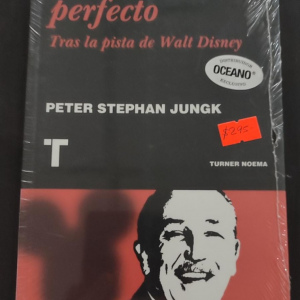 perfecto
Tras la pista de Walt Disney
OCEANO®
PETER STEPHAN JUNGK
T
TURNER NOEMA